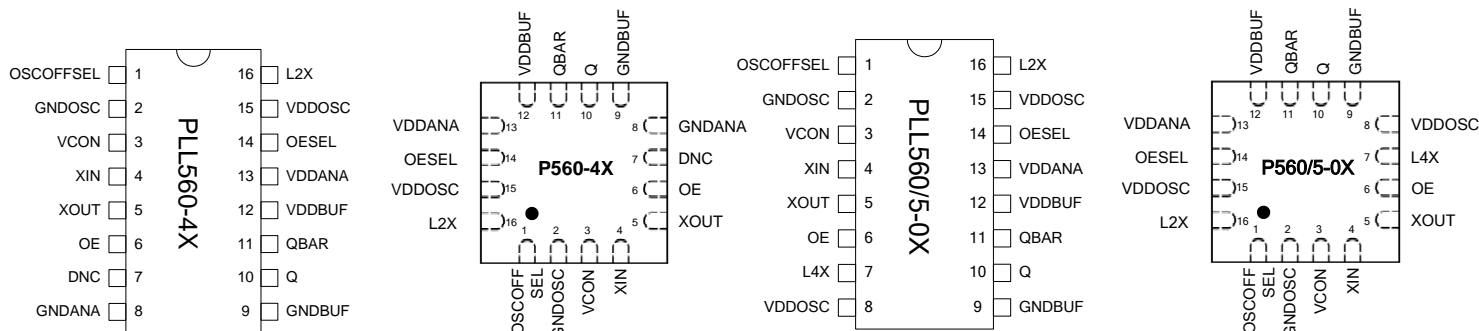 OSCOFFSEL 1 16 L2X
GNDOSC 2 15 VDDOSC
VCON 3 14 OESEL
XIN 4 13 VDDANA
XOUT 5 12 VDDBUF
OE 6 11 QBAR
DNC 7 10 Q
GNDANA 8 9 GNDBUF
PLL560-4X
VDDBUF QBAR Q GNDBUF
12 11 10 9
VDDANA 13 8 GNDANA
OESEL 14 7 DNC
VDDOSC 15 6 OE
L2X 16 5 XOUT
P560-4X
1 2 3 4
OSCOFF
SEL
GNDOSC
VCON
XIN
OSCOFFSEL 1 16 L2X
GNDOSC 2 15 VDDOSC
VCON 3 14 OESEL
XIN 4 13 VDDANA
XOUT 5 12 VDDBUF
OE 6 11 QBAR
L4X 7 10 Q
VDDOSC 8 9 GNDBUF
PLL560/5-0X
VDDBUF QBAR Q GNDBUF
12 11 10 9
VDDANA 13 8 VDDOSC
OESEL 14 7 L4X
VDDOSC 15 6 OE
L2X 16 5 XOUT
P560/5-0X
1 2 3 4
OSCOFF
SEL
GNDOSC
VCON
XIN